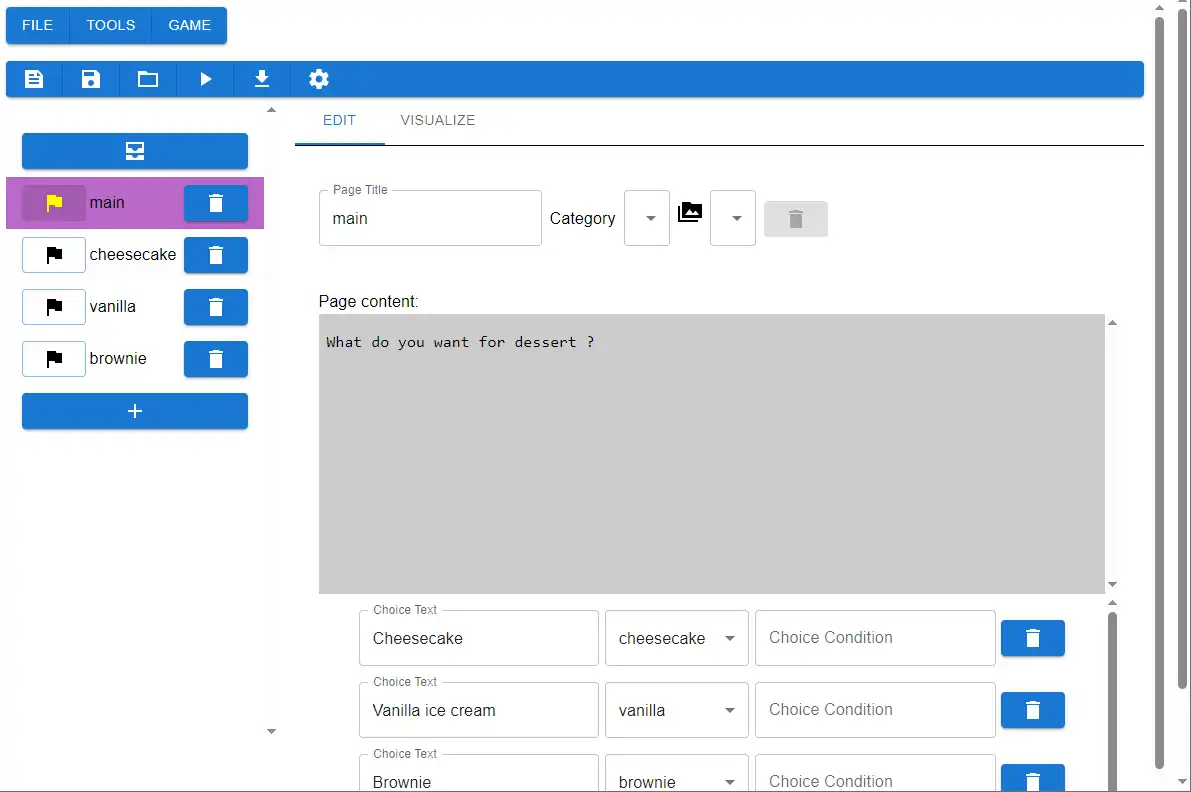 FILE TOOLS GAME
EDIT VISUALIZE
main
cheesecake
vanilla
brownie
Page Title
main
Category
Page content:
What do you want for dessert ?
Choice Text
Cheesecake cheesecake Choice Condition
Choice Text
Vanilla ice cream vanilla Choice Condition
Choice Text
Brownie brownie Choice Condition